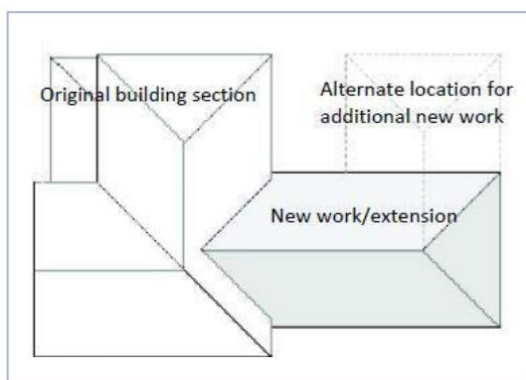 Original building section
Alternate location for
additional new work
New work/extension